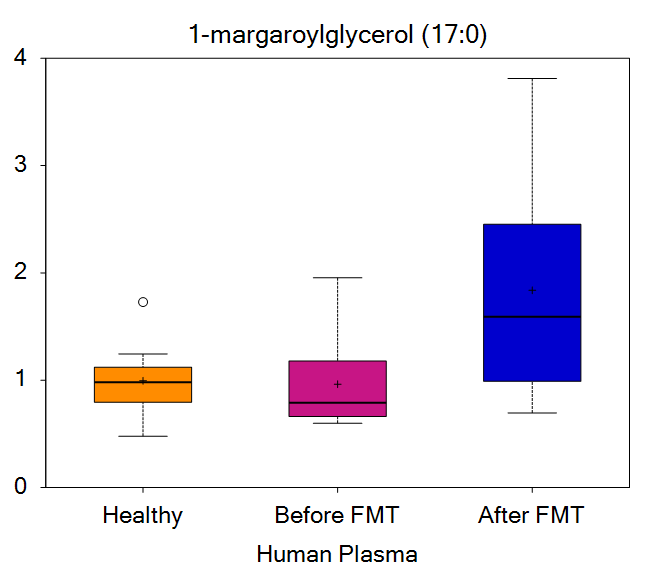 1-margaroylglycerol (17:0)
4
3
2
1
0
Healthy Before FMT After FMT
Human Plasma